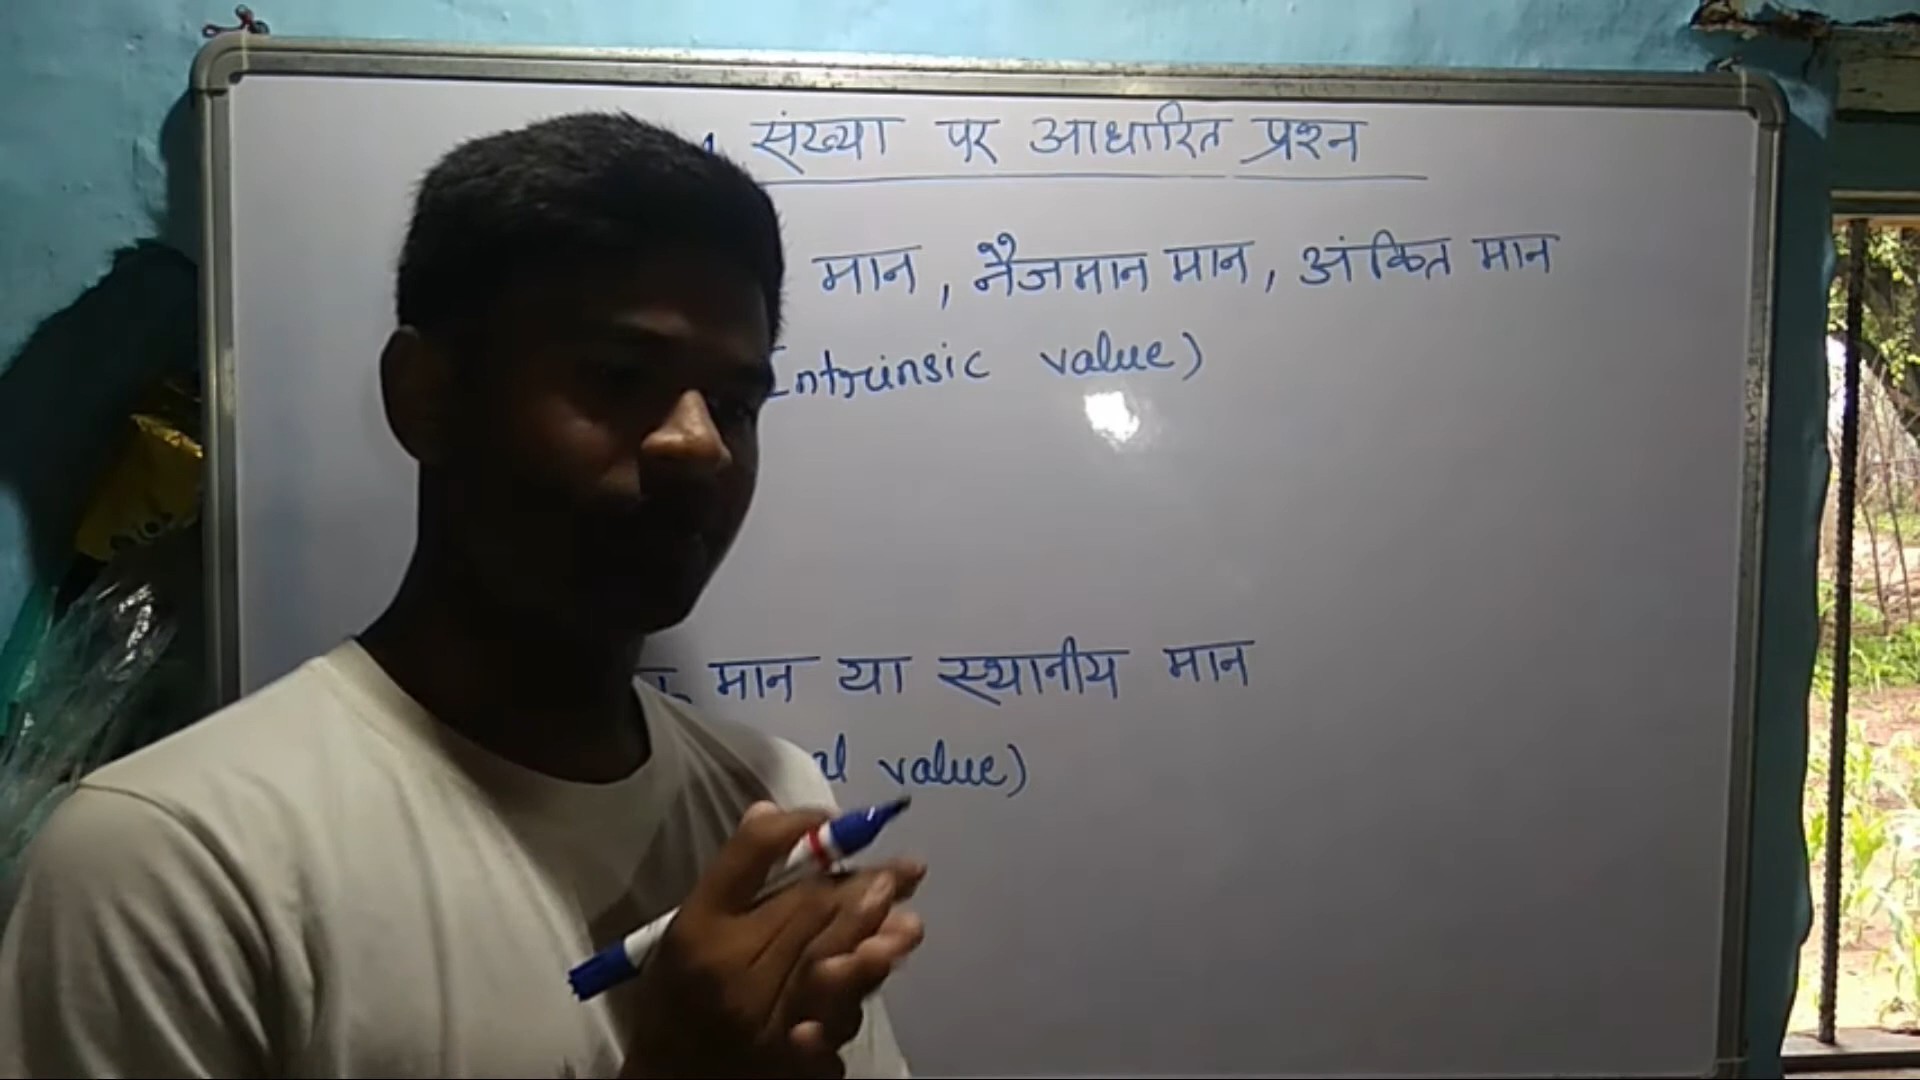 संख्या पर आधारित प्रश्न
मान , नैजमान मान, अंकित मान
Intrinsic value)
मान या स्थानीय मान
value)